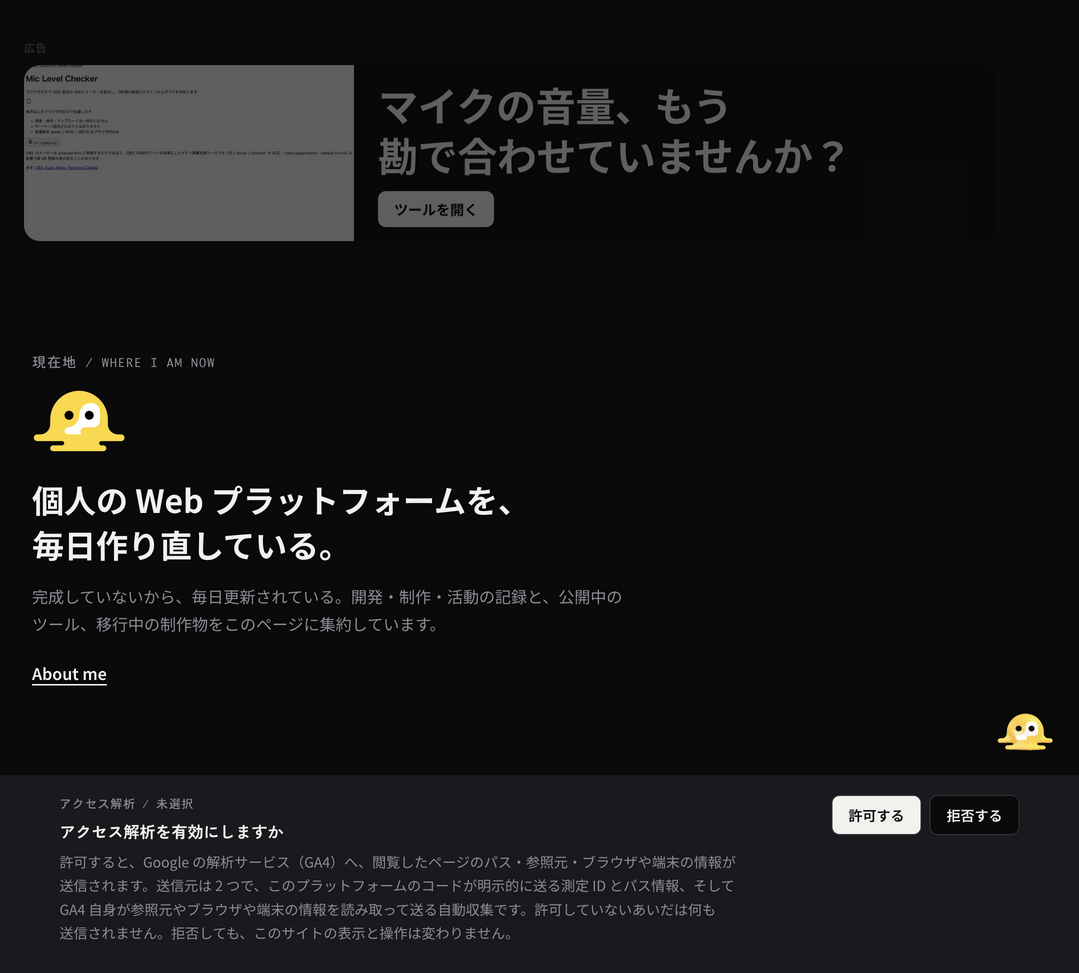 広告
Mic Level Checker
マイクの音量、もう
勘で合わせていませんか？
ツールを開く
現在地 / WHERE I AM NOW
個人の Web プラットフォームを、
毎日作り直している。
完成していないから、毎日更新されている。開発・制作・活動の記録と、公開中の
ツール、移行中の制作物をこのページに集約しています。
About me
アクセス解析 / 未選択
アクセス解析を有効にしますか
許可すると、Google の解析サービス（GA4）へ、閲覧したページのパス・参照元・ブラウザや端末の情報が
送信されます。送信元は 2 つで、このプラットフォームのコードが明示的に送る測定 ID とパス情報、そして
GA4 自身が参照元やブラウザや端末の情報を読み取って送る自動収集です。許可していないあいだは何も
送信されません。拒否しても、このサイトの表示と操作は変わりません。
許可する
拒否する